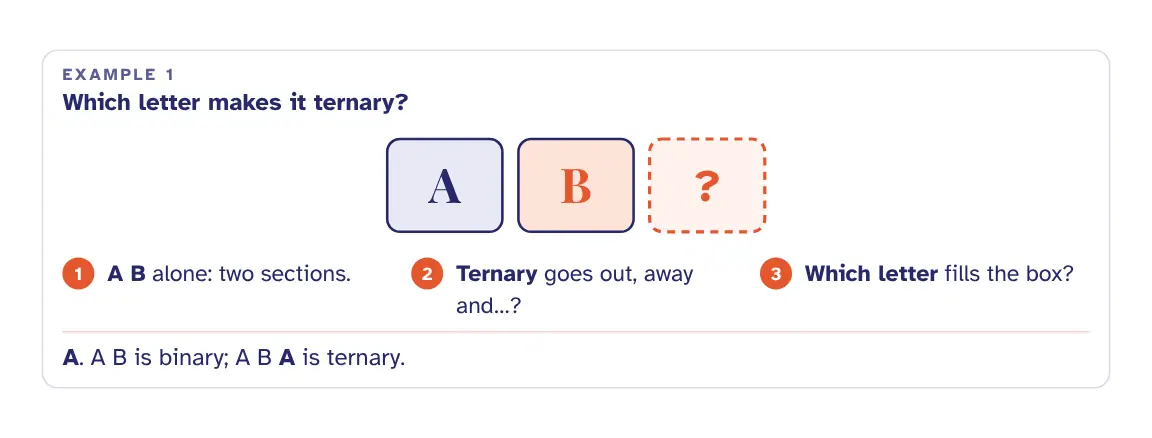 EXAMPLE 1
Which letter makes it ternary?
A B ?
1 A B alone: two sections.
2 Ternary goes out, away
and...?
3 Which letter fills the box?
A. A B is binary; A B A is ternary.